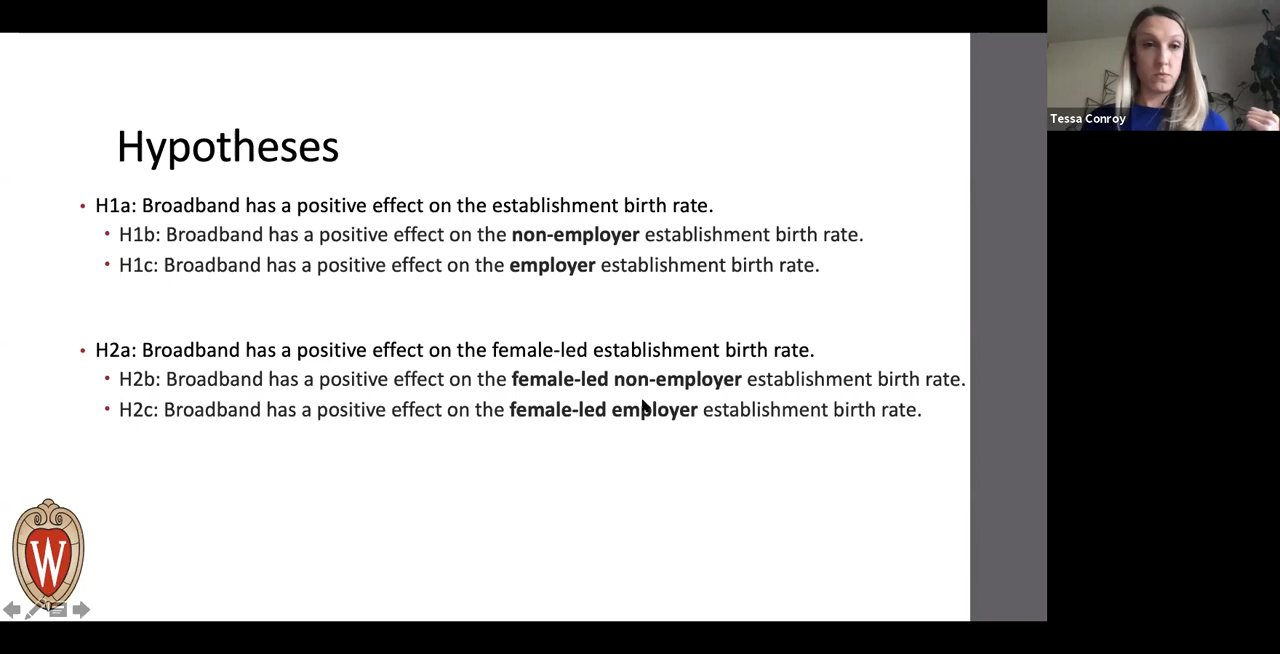 Hypotheses
• H1a: Broadband has a positive effect on the establishment birth rate.
• H1b: Broadband has a positive effect on the non-employer establishment birth rate.
• H1c: Broadband has a positive effect on the employer establishment birth rate.
• H2a: Broadband has a positive effect on the female-led establishment birth rate.
• H2b: Broadband has a positive effect on the female-led non-employer establishment birth rate.
• H2c: Broadband has a positive effect on the female-led employer establishment birth rate.
W
Tessa Conroy